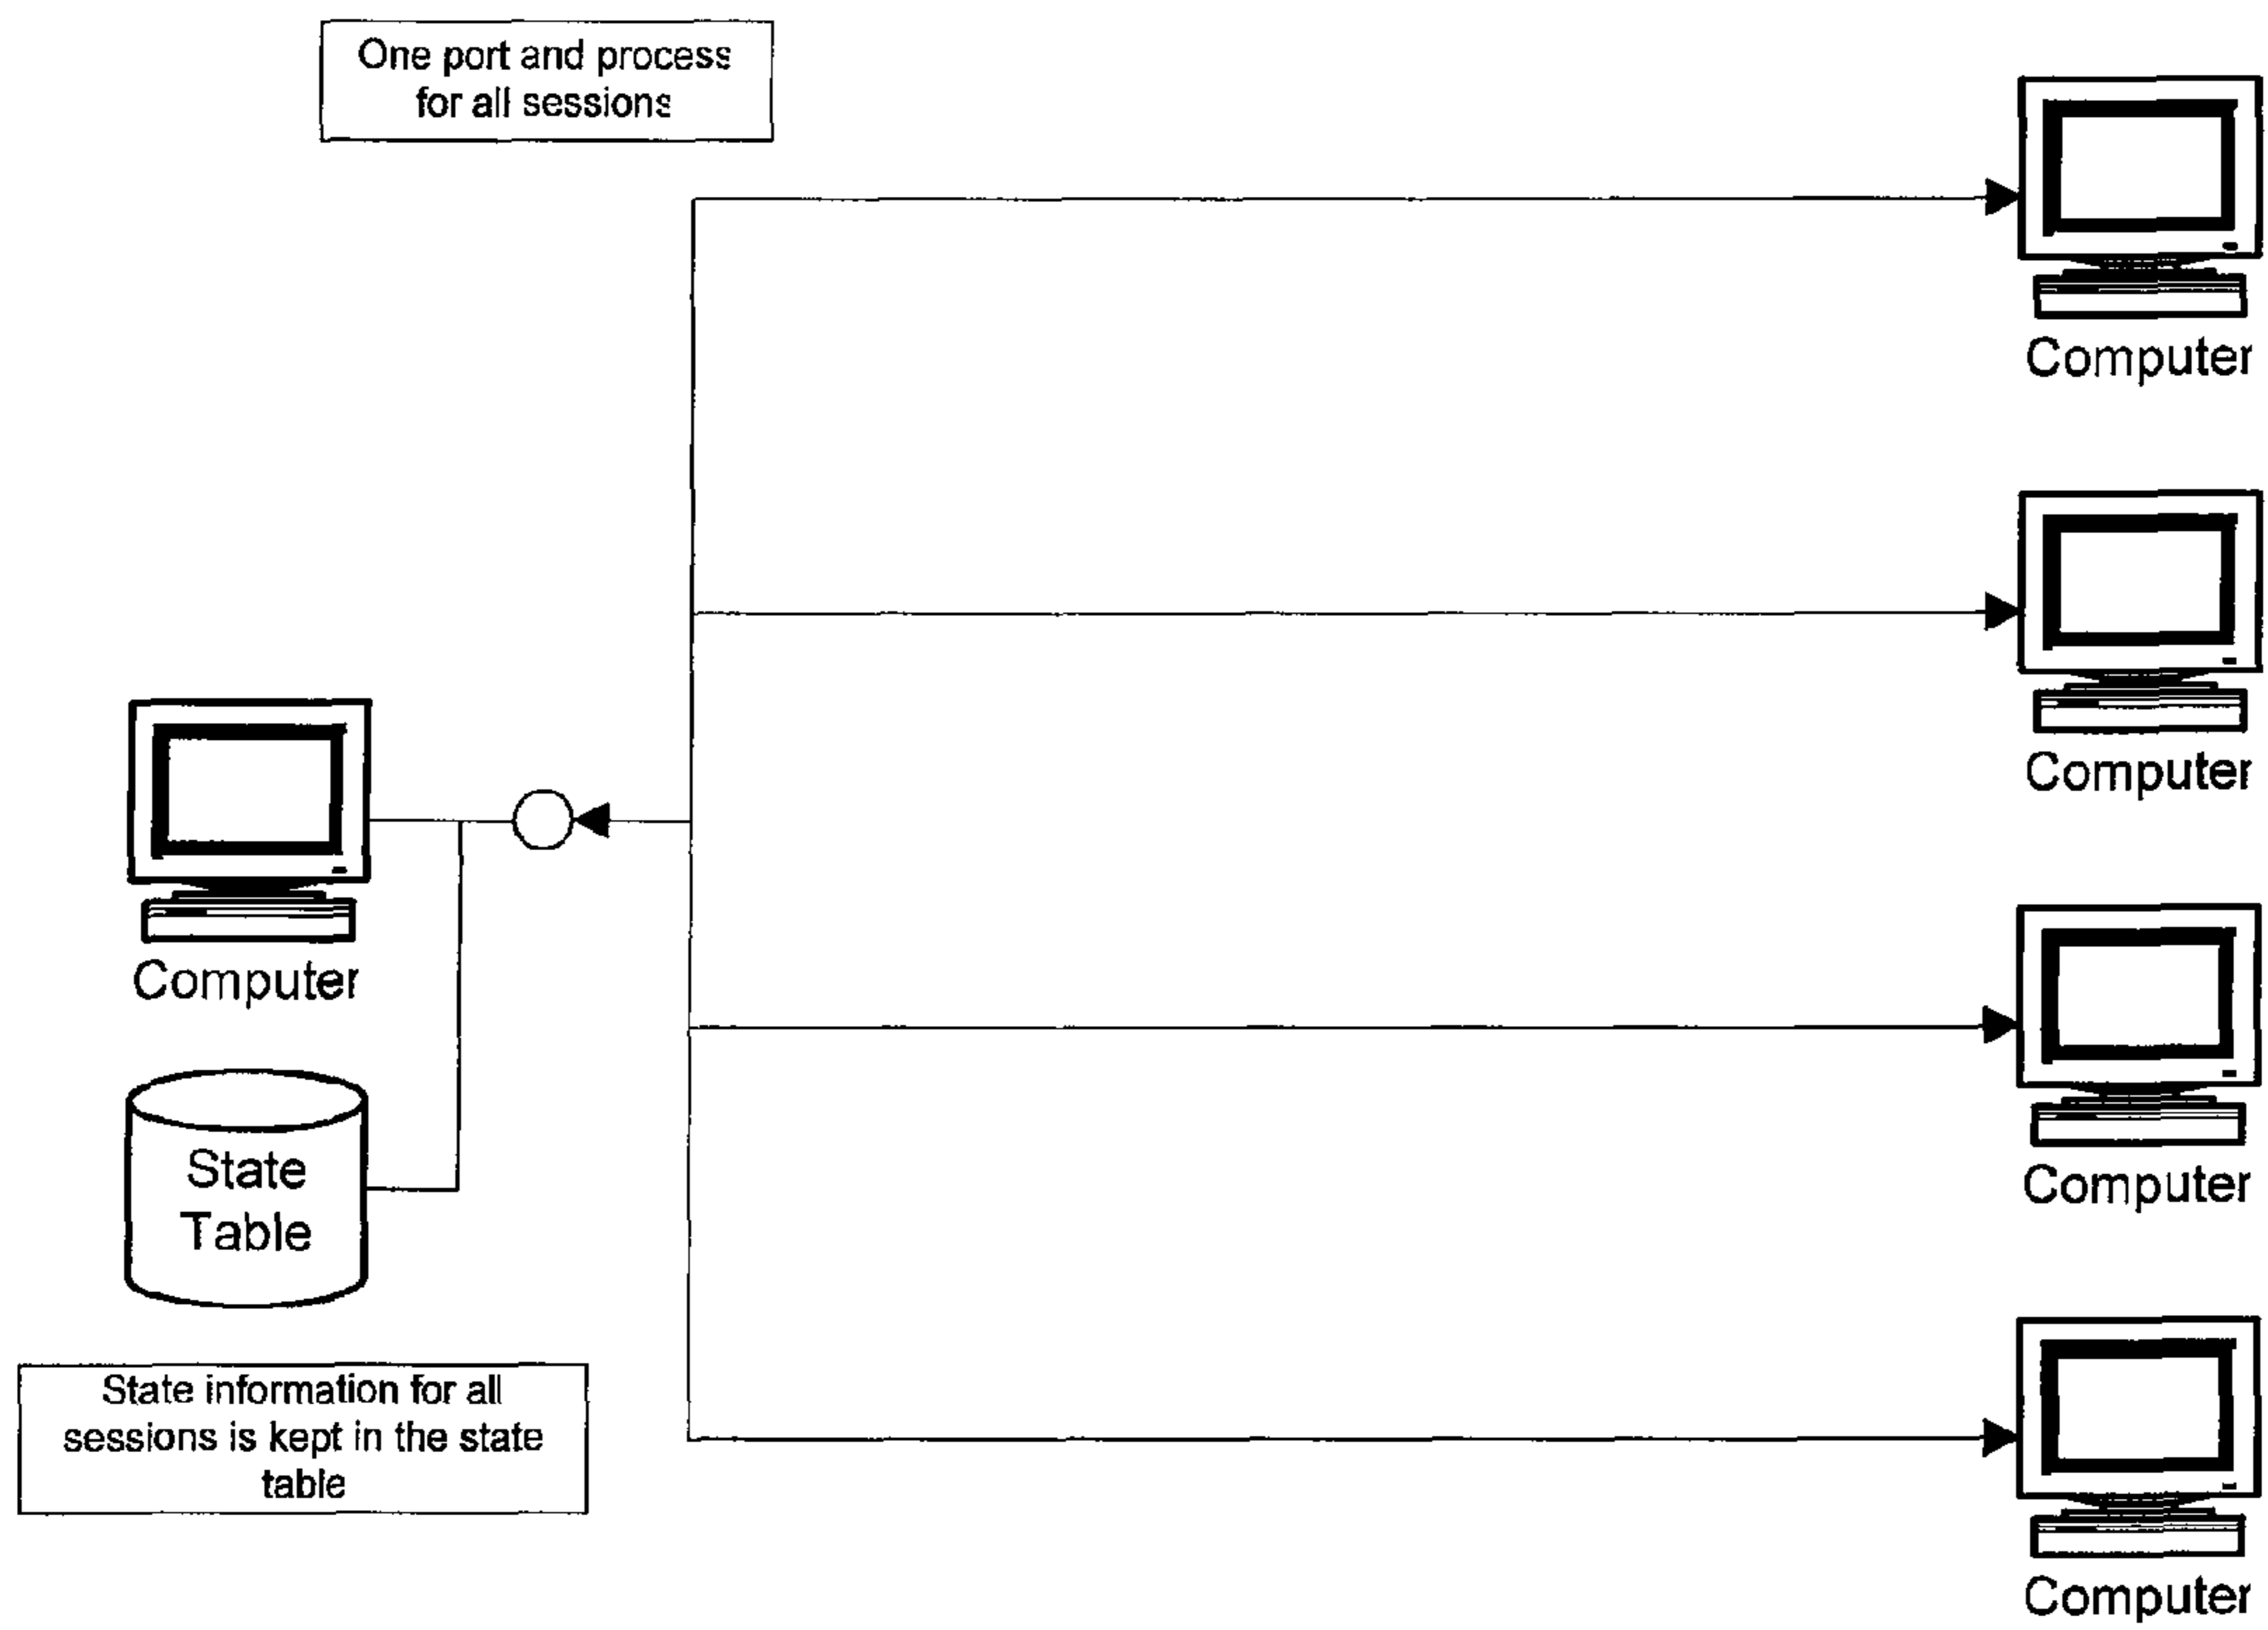 One port and process
for all sessions
Computer
Computer
Computer
Computer
State
Table
State information for all
sessions is kept in the state
table
Computer